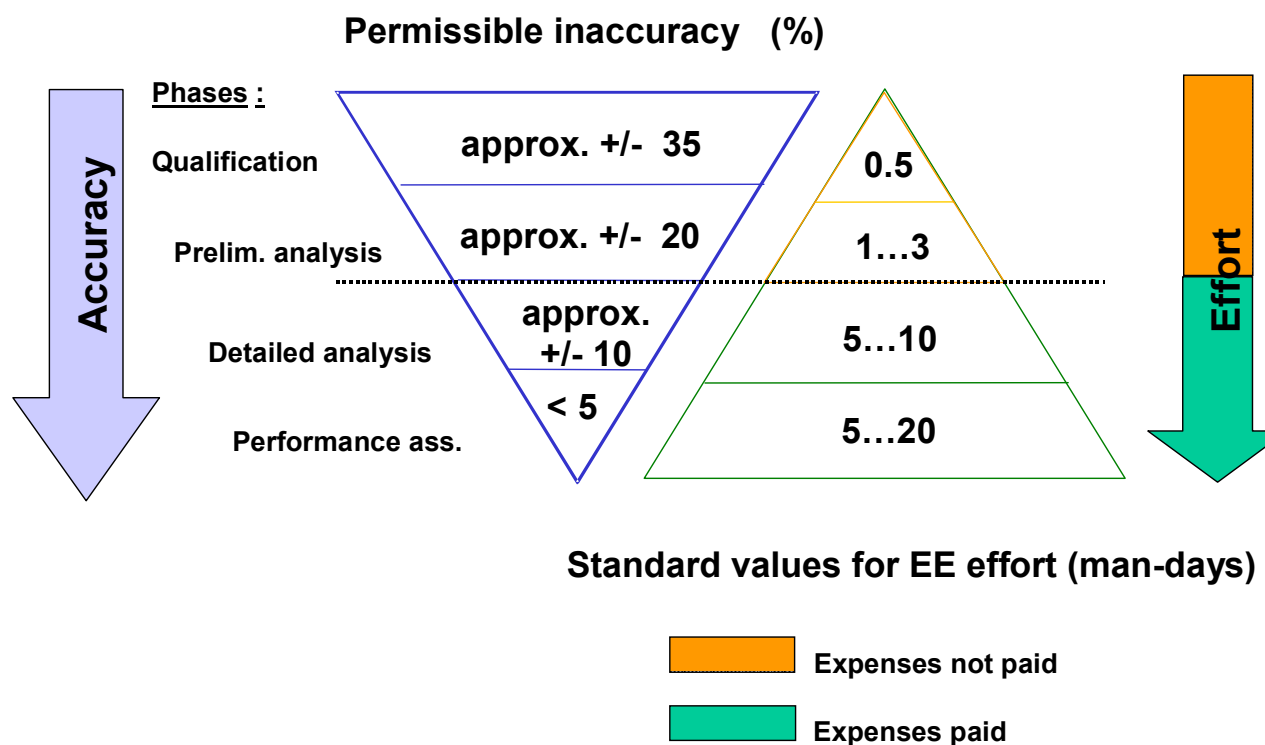 Permissible inaccuracy (%)
Phases :
Accuracy
Qualification
approx. +/- 35
0.5
Prelim. analysis
approx. +/- 20
1…3
Effort
Detailed analysis
approx.
+/- 10
5…10
Performance ass.
< 5
5…20
Standard values for EE effort (man-days)
Expenses not paid
Expenses paid